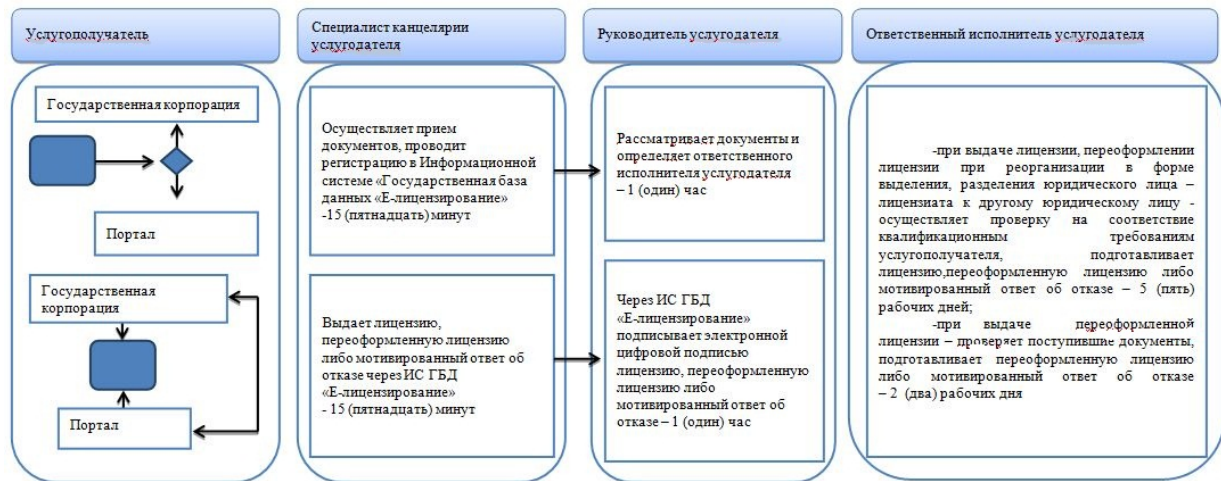 Услугополучатель
Специалист канцелярии
услугодателя
Руководитель услугодателя
Ответственный исполнитель услугодателя
Государственная корпорация
Портал
Государственная
корпорация
Портал
Осуществляет прием
документов, проводит
регистрацию в Информационной
системе «Государственная база
данных «Е-лицензирование»
-15 (пятнадцать) минут
Выдает лицензию,
переоформленную лицензию
либо мотивированный ответ об
отказе через ИС ГБД
«Е-лицензирование»
- 15 (пятнадцать) минут
Рассматривает документы и
определяет ответственного
исполнителя услугодателя
– 1 (один) час
Через ИС ГБД
«Е-лицензирование»
подписывает электронной
цифровой подписью
лицензию, переоформленную
лицензию либо
мотивированный ответ об
отказе – 1 (один) час
-при выдаче лицензии, переоформлении
лицензии при реорганизации в форме
выделения, разделения юридического лица –
лицензиата к другому юридическому лицу -
осуществляет проверку на соответствие
квалификационным требованиям
услугополучателя, подготавливает
лицензию,переоформленную лицензию либо
мотивированный ответ об отказе – 5 (пять)
рабочих дней;
-при выдаче переоформленной
лицензии – проверяет поступившие документы,
подготавливает переоформленную лицензию
либо мотивированный ответ об отказе
– 2 (два) рабочих дня